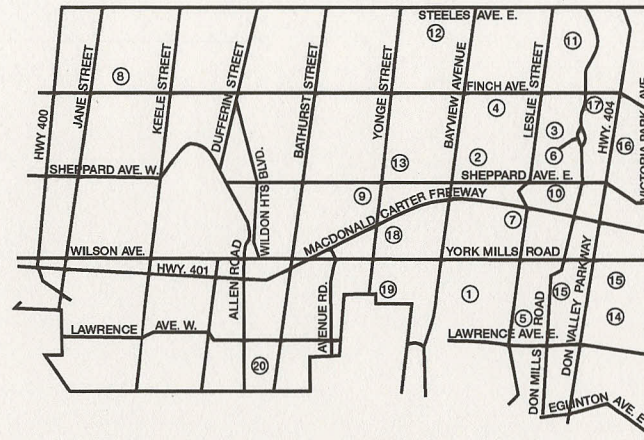 STEELES AVE. E.
12
11
8
FINCH AVE.
HWY 400
JANE STREET
KEELE STREET
DUFFERIN STREET
BATHURST STREET
YONGE STREET
BAYVIEW AVENUE
LESLIE STREET
HWY. 404
4
17
3
6
16
2
13
SHEPPARD AVE. W.
SHEPPARD AVE. E.
WILDON HTS. BLVD.
9
10
MACDONALD CARTER FREEWAY
7
18
WILSON AVE.
YORK MILLS ROAD
HWY. 401
ALLEN ROAD
AVENUE RD.
19
1
15
15
5
14
DON MILLS ROAD
DON VALLEY PARKWAY
LAWRENCE AVE. W.
LAWRENCE AVE. E.
20
EGLINTON AVE. E.